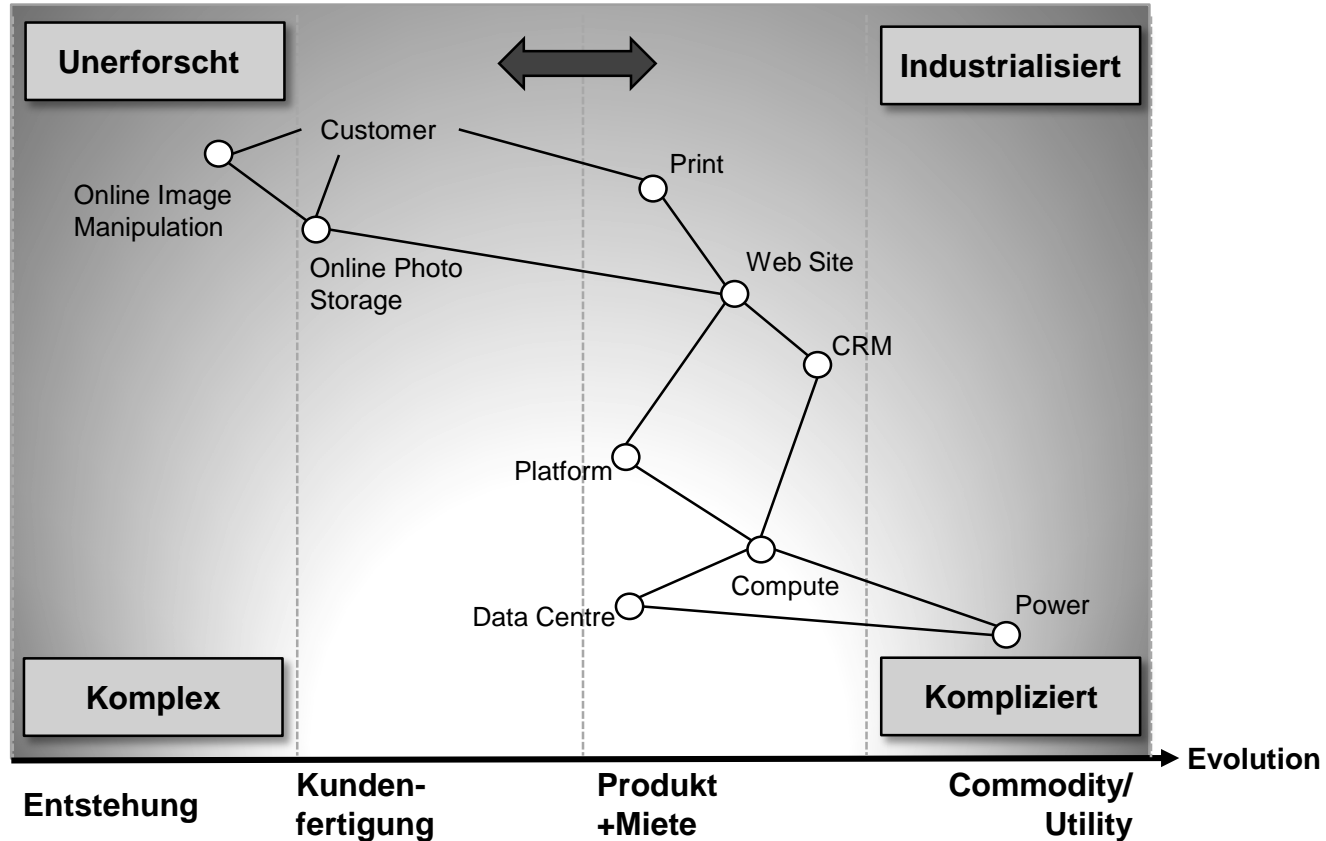 Unerforscht
Industrialisiert
Customer
Print
Online Image
Manipulation
Web Site
Online Photo
Storage
CRM
Platform
Compute
Data Centre
Power
Komplex
Kompliziert
Evolution
Entstehung
Kunden-
fertigung
Produkt
+Miete
Commodity/
Utility